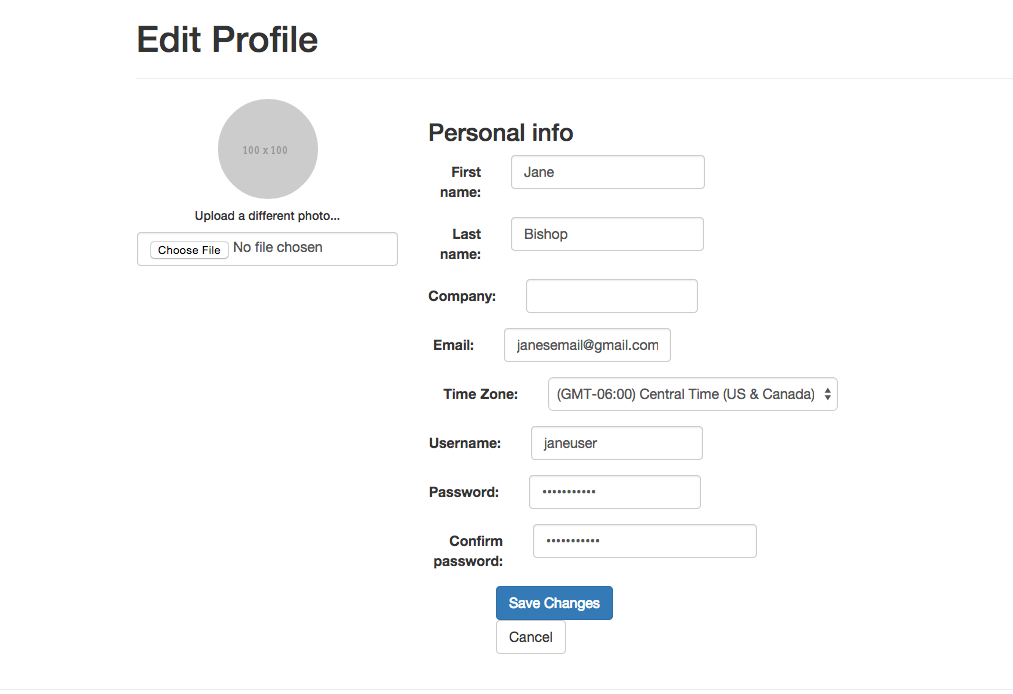 Edit Profile
100 x 100
Upload a different photo...
Choose File No file chosen
Personal info
First name: Jane
Last name: Bishop
Company:
Email: janesemail@gmail.com
Time Zone: (GMT-06:00) Central Time (US & Canada)
Username: janeuser
Password: •••••••••••
Confirm password: •••••••••••
Save Changes
Cancel